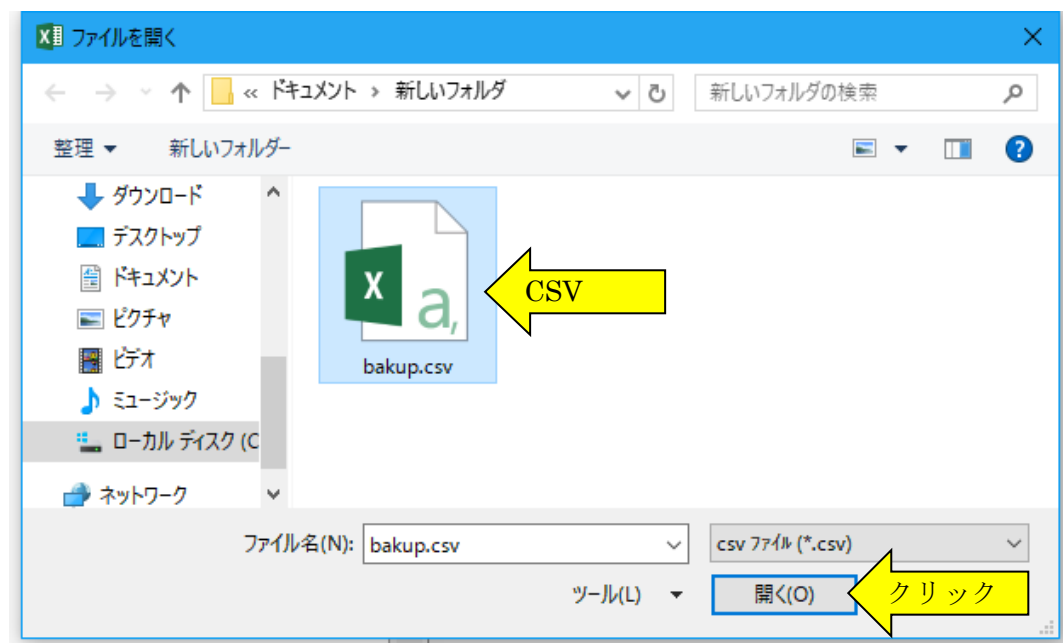 ファイルを開く
« ドキュメント › 新しいフォルダ
新しいフォルダの検索
整理
新しいフォルダー
ダウンロード
デスクトップ
ドキュメント
ピクチャ
ビデオ
ミュージック
ローカル ディスク (C
ネットワーク
X a,
CSV
bakup.csv
ファイル名(N):
bakup.csv
csv ファイル (*.csv)
ツール(L)
開く(O)
クリック